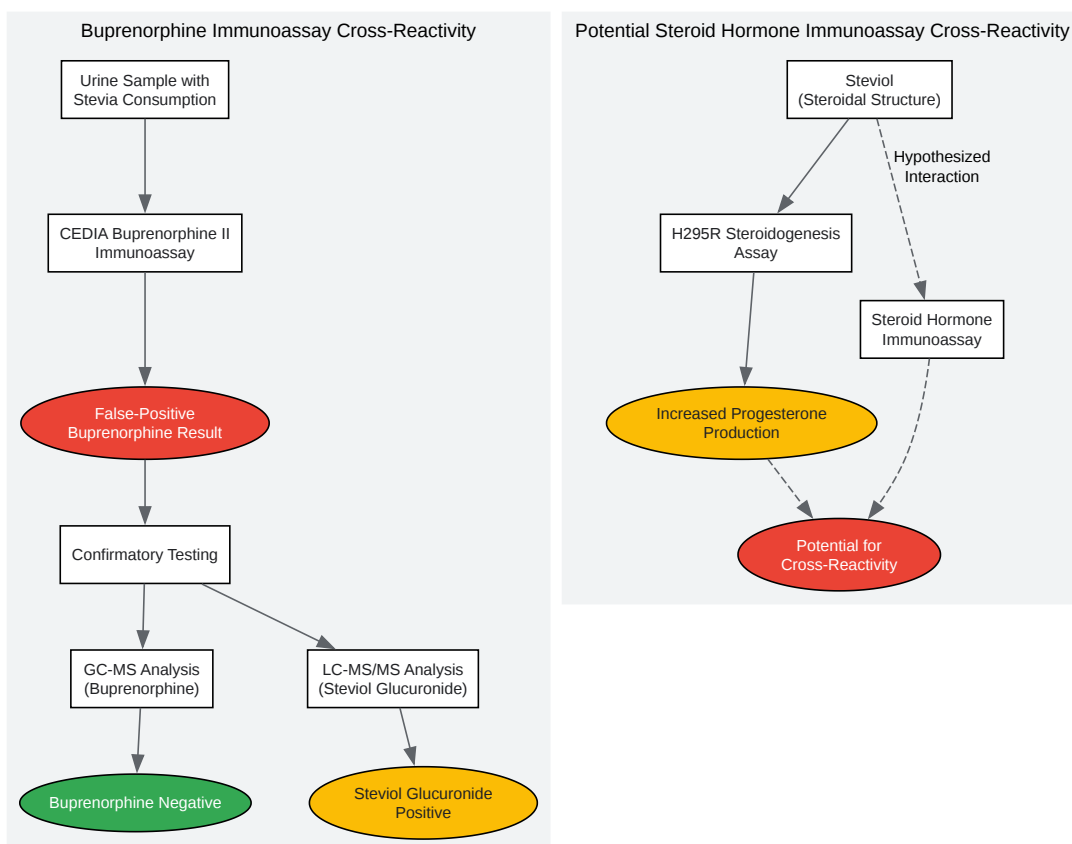 Buprenorphine Immunoassay Cross-Reactivity
Urine Sample with
Stevia Consumption
CEDIA Buprenorphine II
Immunoassay
False-Positive
Buprenorphine Result
Confirmatory Testing
GC-MS Analysis
(Buprenorphine)
LC-MS/MS Analysis
(Steviol Glucuronide)
Buprenorphine Negative
Steviol Glucuronide
Positive
Potential Steroid Hormone Immunoassay Cross-Reactivity
Steviol
(Steroidal Structure)
Hypothesized
Interaction
H295R Steroidogenesis
Assay
Steroid Hormone
Immunoassay
Increased Progesterone
Production
Potential for
Cross-Reactivity